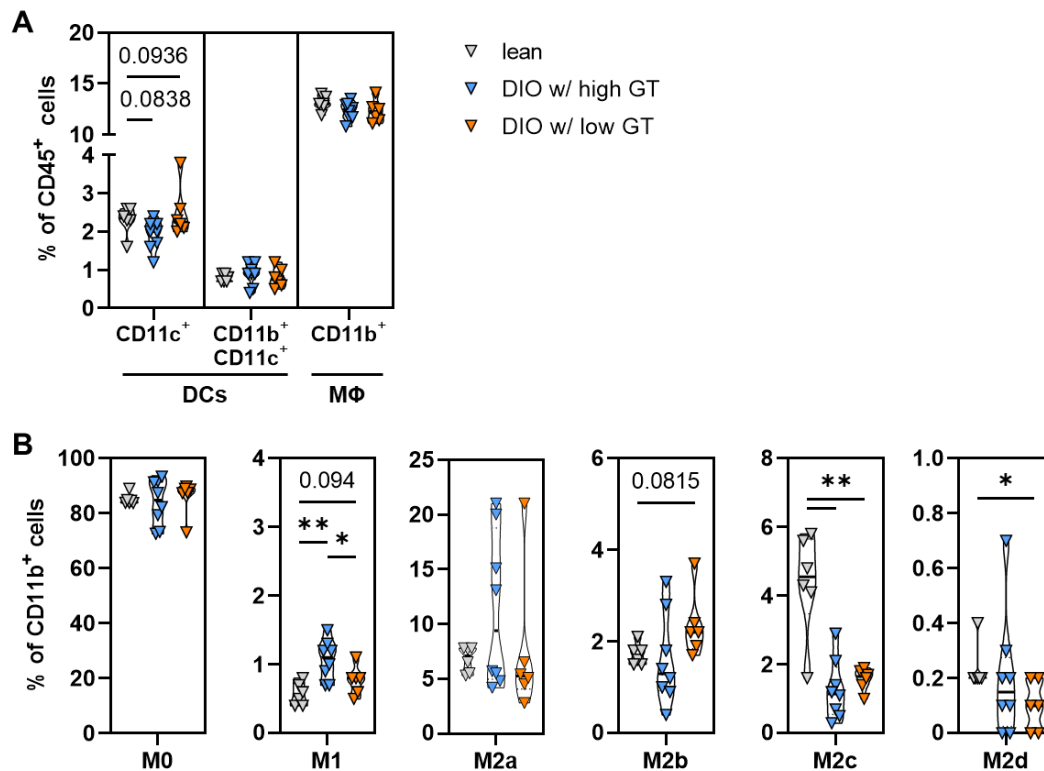 A
% of CD45⁺ cells
20
15
10
4
3
2
1
0
0.0936
0.0838
CD11c⁺
CD11b⁺
CD11c⁺
CD11b⁺
DCs
MΦ
lean
DIO w/ high GT
DIO w/ low GT
B
% of CD11b⁺ cells
100
80
60
40
20
0
M0
4
3
2
1
0
0.094
**
*
M1
25
20
15
10
5
0
M2a
6
4
2
0
0.0815
M2b
8
6
4
2
0
**
M2c
1.0
0.8
0.6
0.4
0.2
0.0
*
M2d